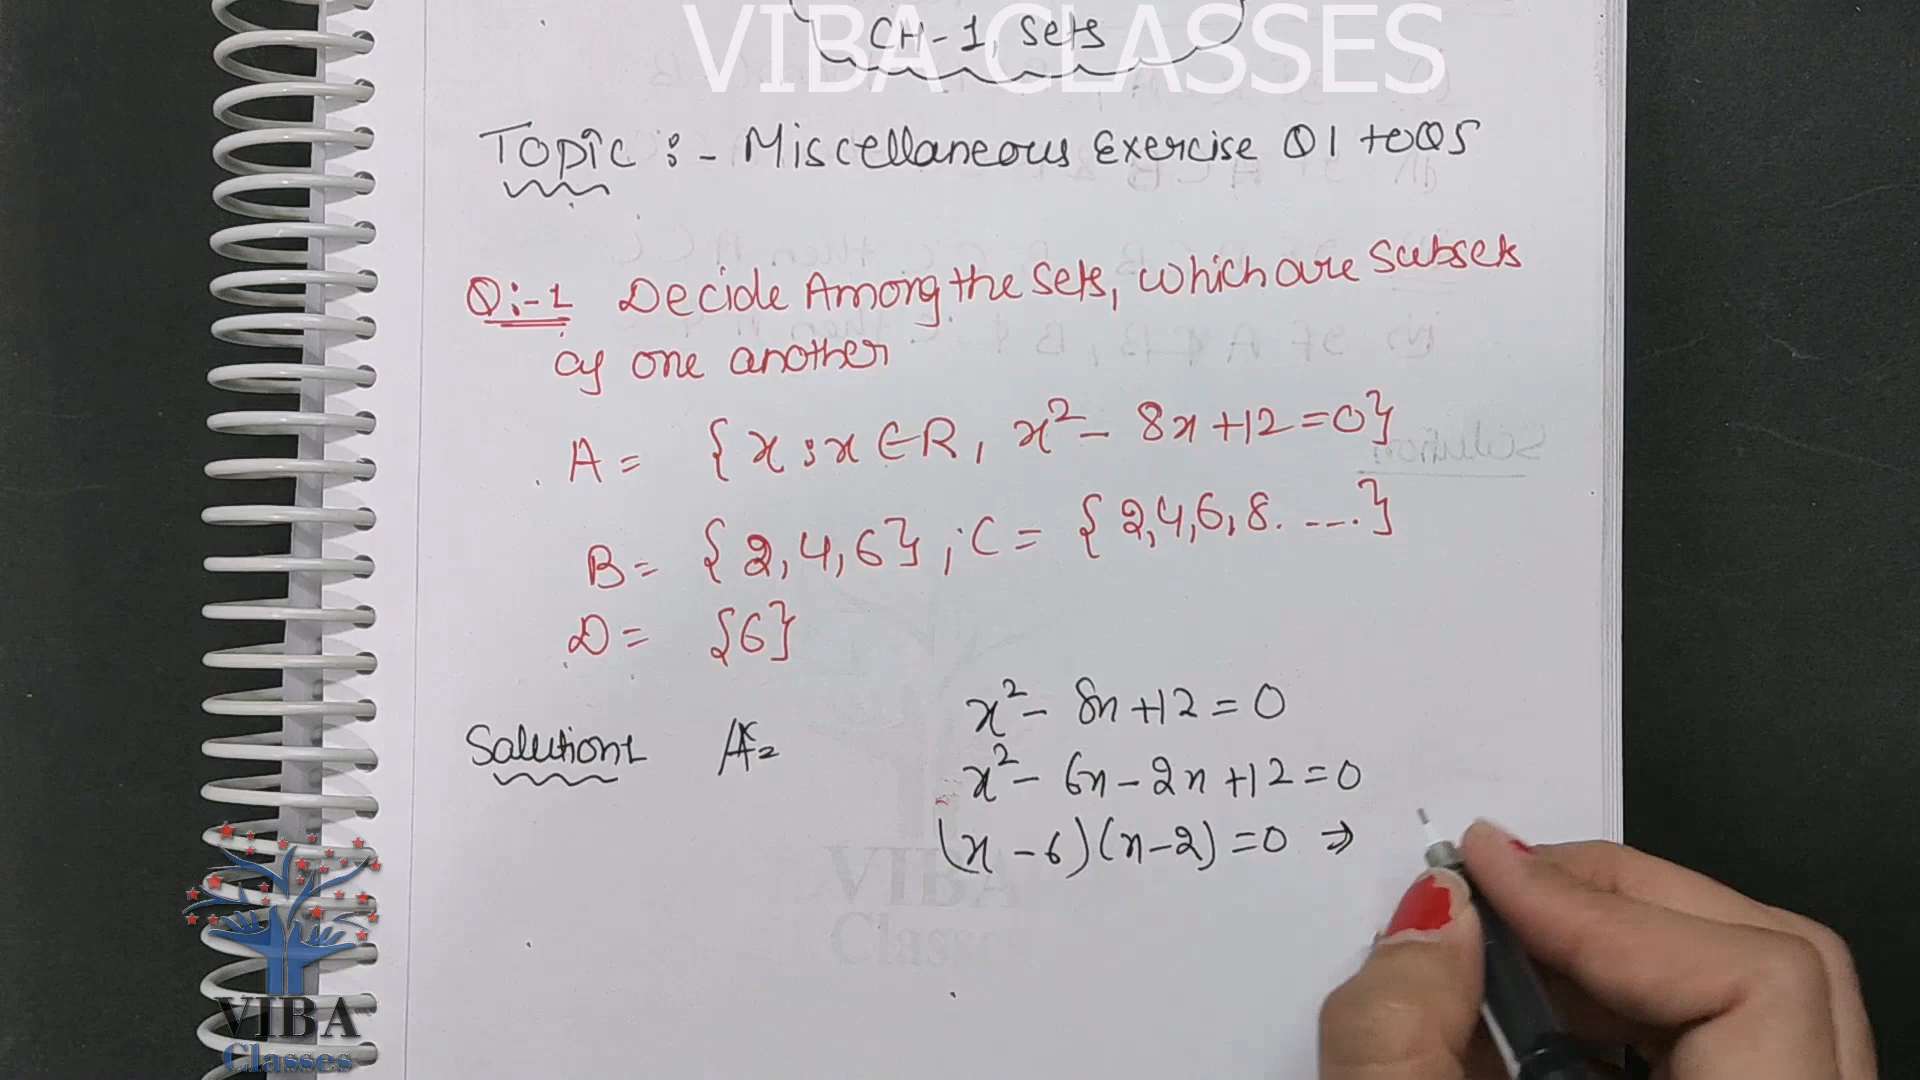 CH-1, Sets
VIBA CLASSES
Topic :- Miscellaneous Exercise Q1 to Q5
Q:-1 Decide Among the sets, which are subsets
of one another
A = {x ; x ∈ R, x² - 8x + 12 = 0}
B = {2, 4, 6} ; C = {2, 4, 6, 8. ....}
D = {6}
x² - 8x + 12 = 0
Solution:-
A =
x² - 6x - 2x + 12 = 0
(x - 6)(x - 2) = 0 ⇒
VIBA
Classes
VIBA
Classes